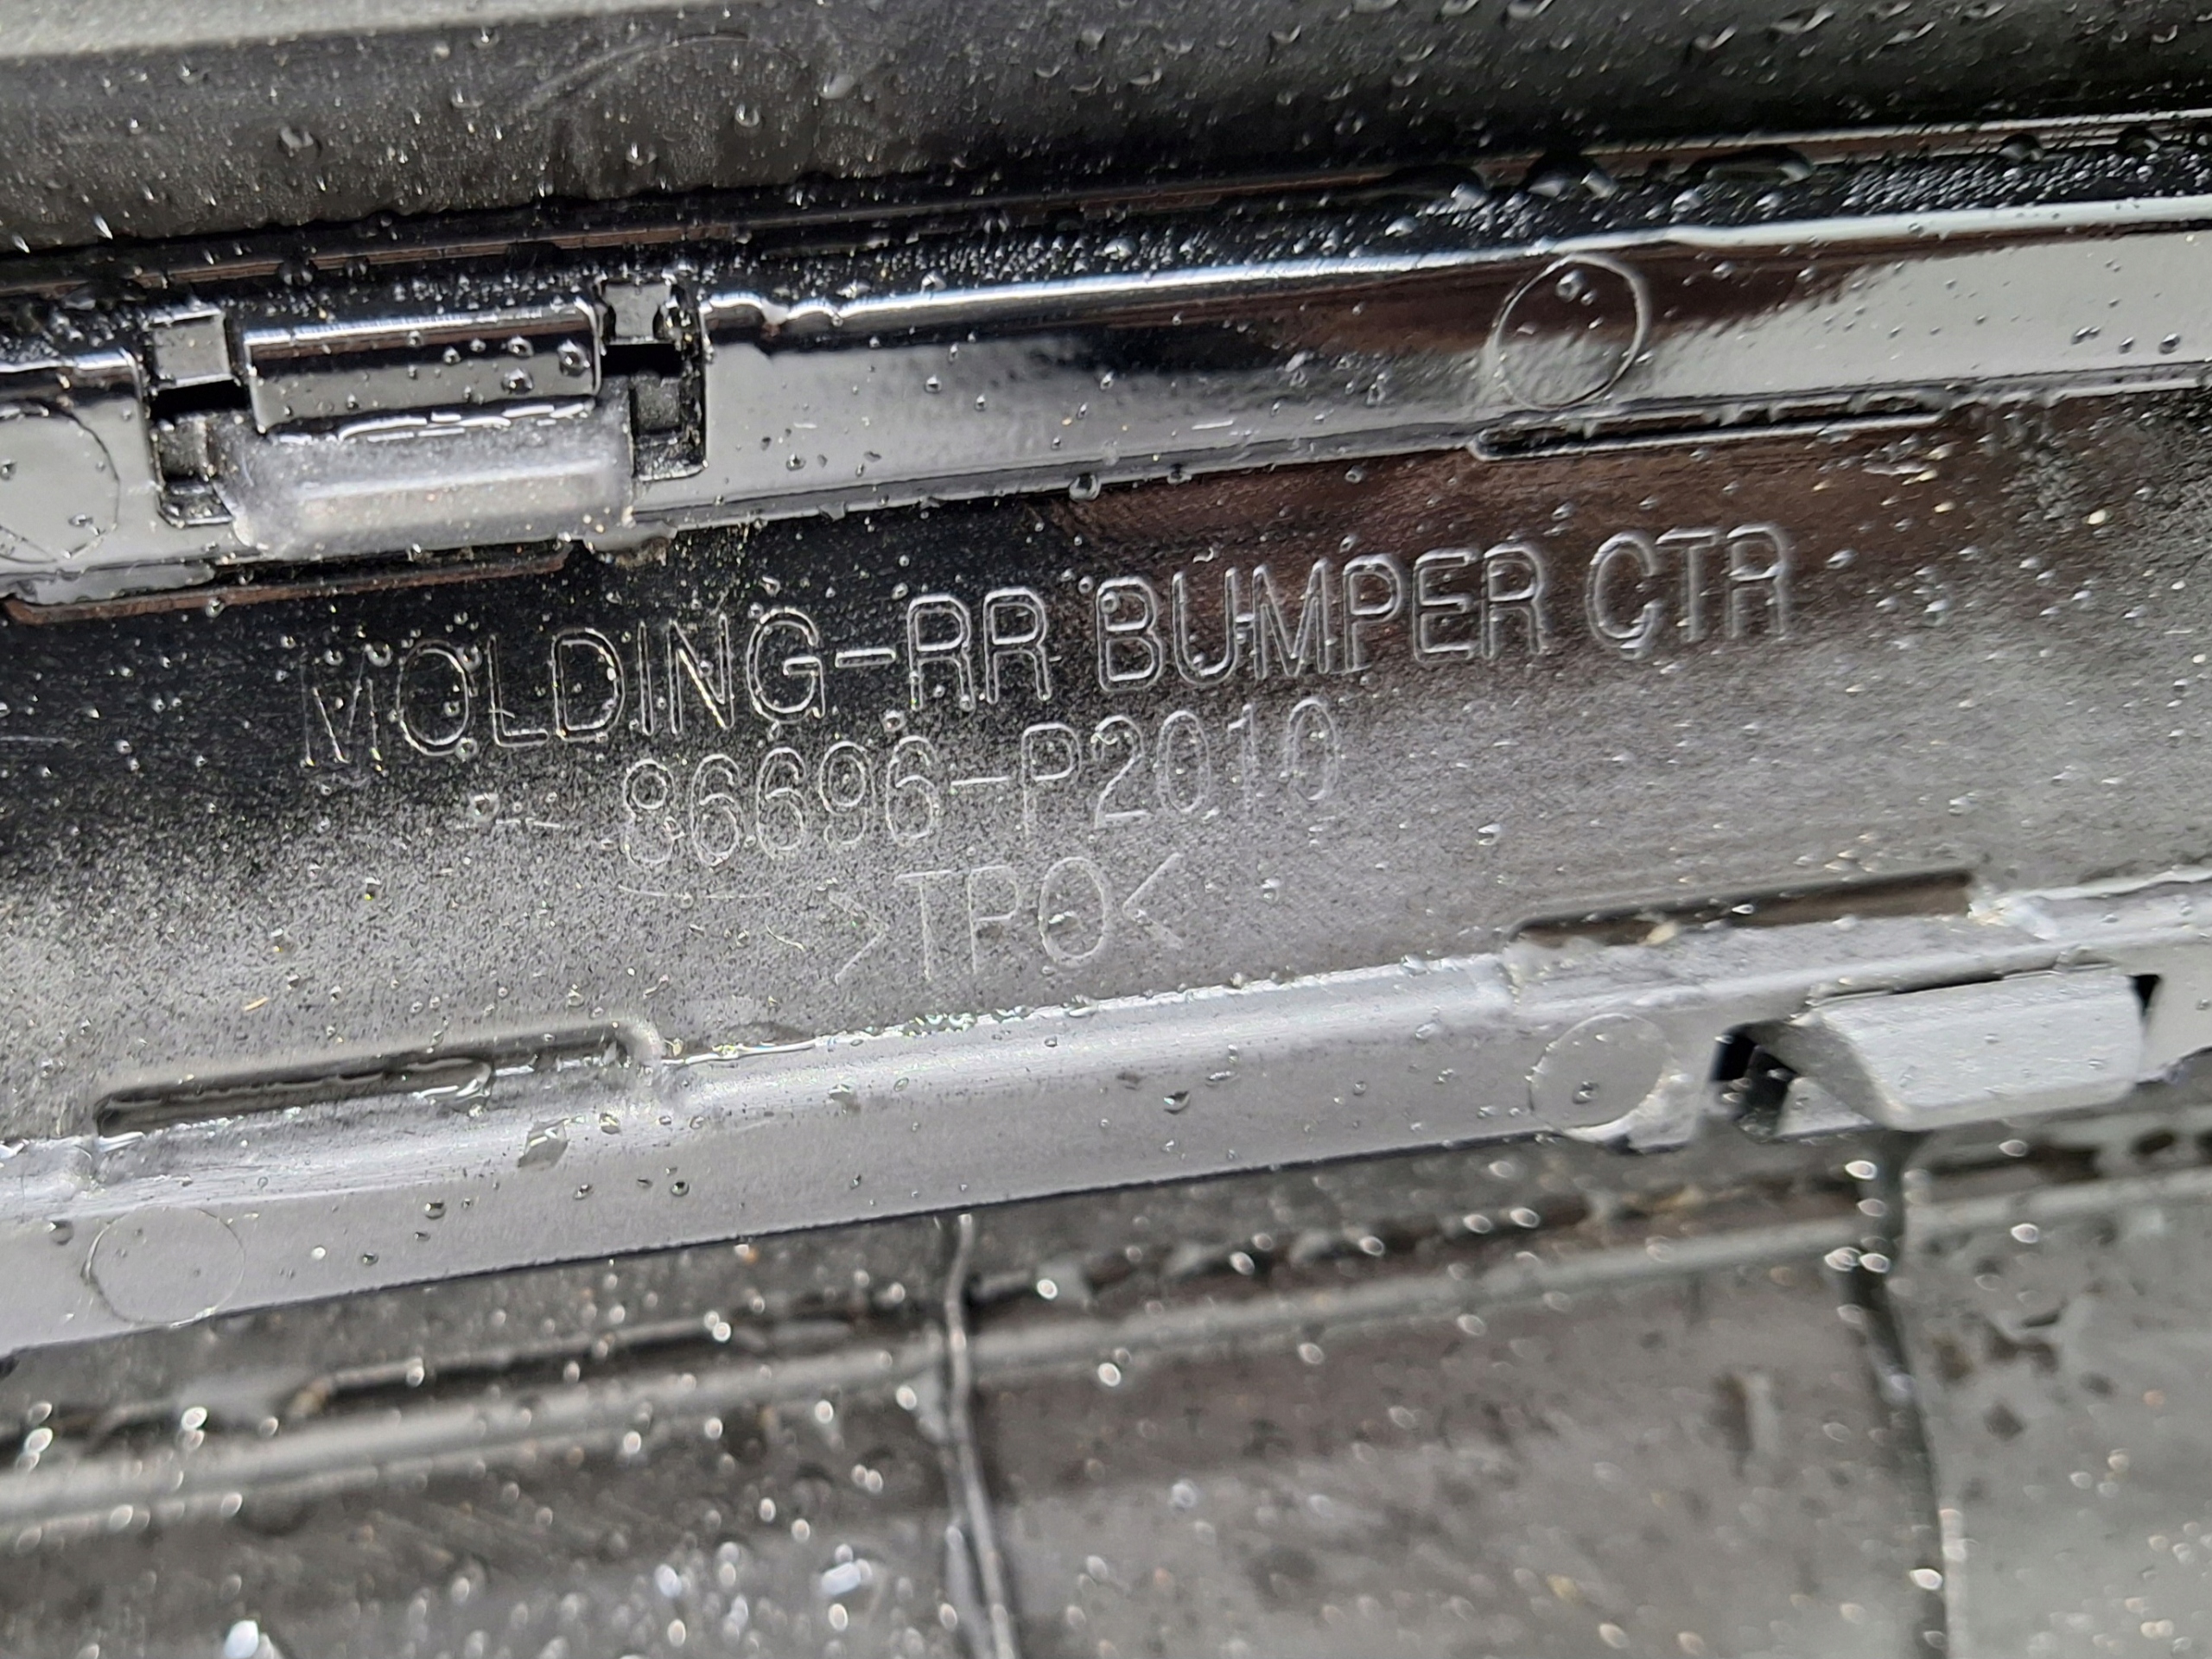 MOLDING-RR BUMPER CTR
86696-P2010
>TPO<